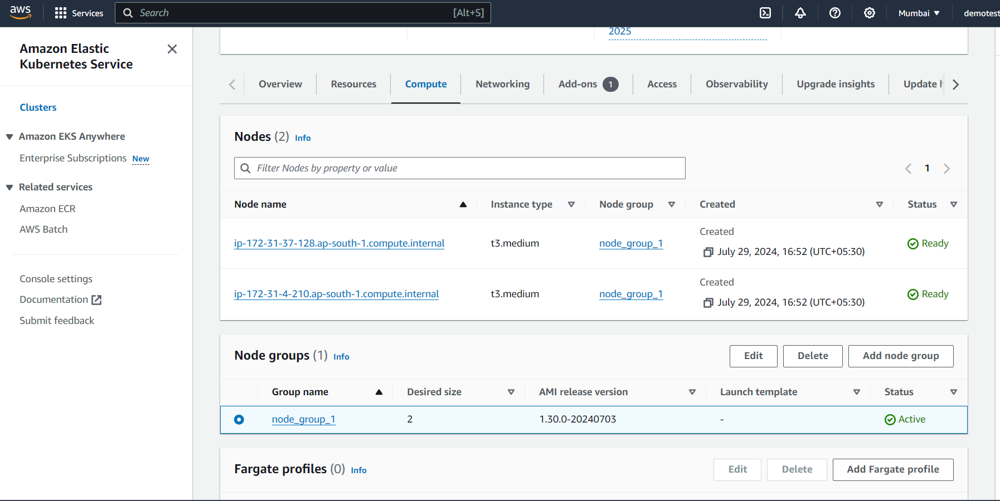 aws Services Search [Alt+S] Mumbai demotest
Amazon Elastic
Kubernetes Service
Clusters
Amazon EKS Anywhere
Enterprise Subscriptions New
Related services
Amazon ECR
AWS Batch
Console settings
Documentation
Submit feedback
2025
Overview Resources Compute Networking Add-ons 1 Access Observability Upgrade insights Update
Nodes (2) Info
Filter Nodes by property or value 1
Node name Instance type Node group Created Status
Created
ip-172-31-37-128.ap-south-1.compute.internal t3.medium node_group_1 July 29, 2024, 16:52 (UTC+05:30) Ready
Created
ip-172-31-4-210.ap-south-1.compute.internal t3.medium node_group_1 July 29, 2024, 16:52 (UTC+05:30) Ready
Node groups (1) Info Edit Delete Add node group
Group name Desired size AMI release version Launch template Status
node_group_1 2 1.30.0-20240703 - Active
Fargate profiles (0) Info Edit Delete Add Fargate profile